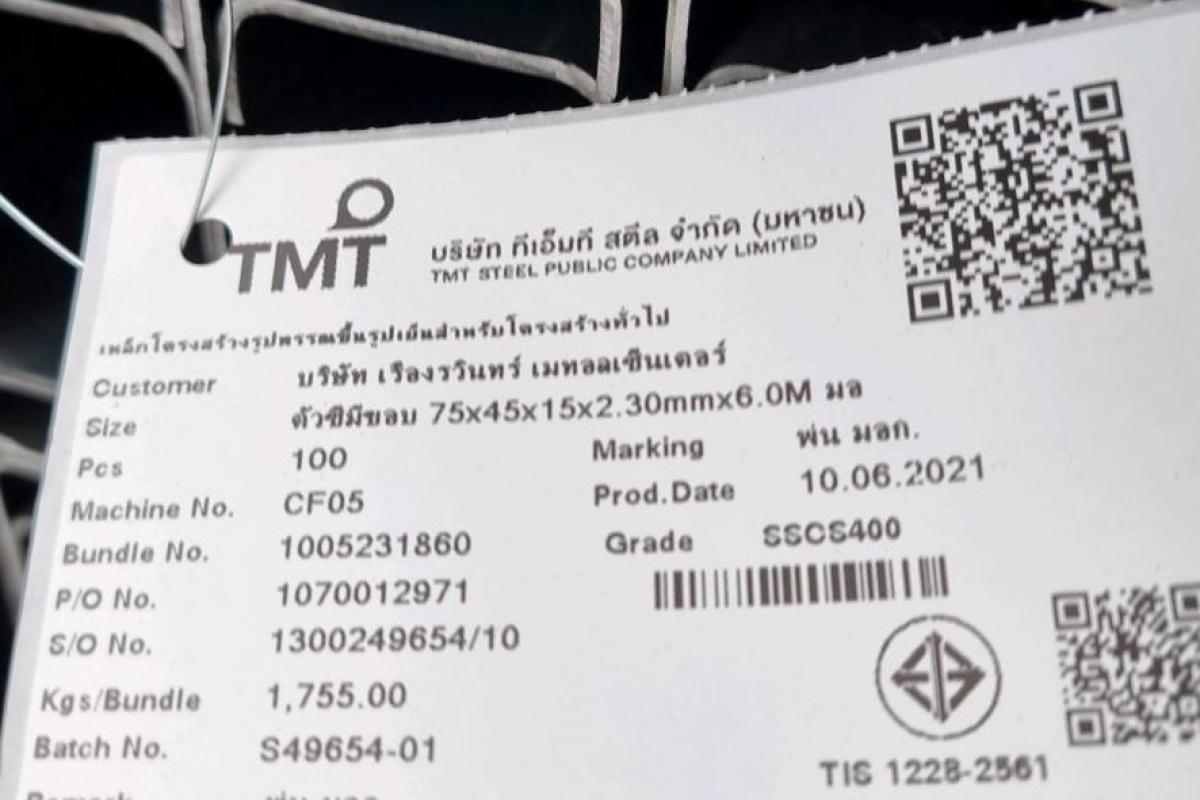 TMT
บริษัท ทีเอ็มที สตีล จำกัด (มหาชน)
TMT STEEL PUBLIC COMPANY LIMITED
เหล็กโครงสร้างรูปพรรณขึ้นรูปเย็นสำหรับโครงสร้างทั่วไป
Customer บริษัท เรืองรวินทร์ เมทอลเซ็นเตอร์
Size ตัวซีมีขอบ 75x45x15x2.30mmx6.0M มอ
Pcs 100 Marking พ่น มอก.
Machine No. CF05 Prod.Date 10.06.2021
Bundle No. 1005231860 Grade SSCS400
P/O No. 1070012971
S/O No. 1300249654/10
Kgs/Bundle 1,755.00
Batch No. S49654-01
TIS 1228-2561